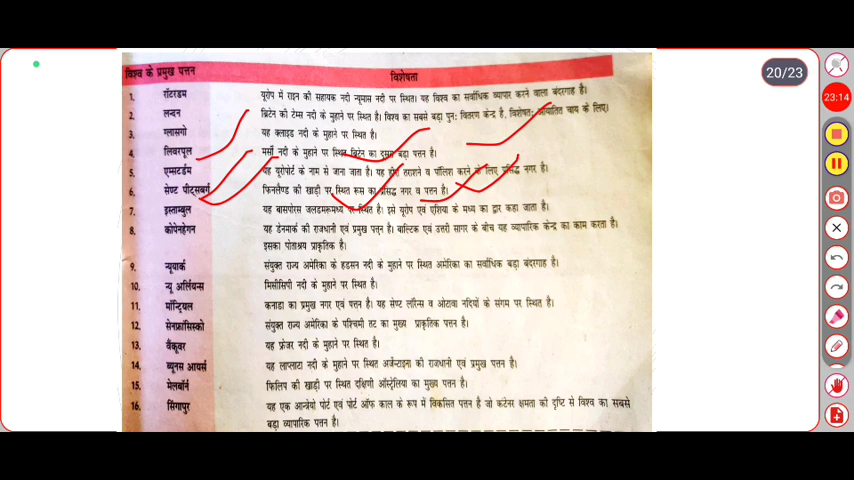 20/23
23:14
विश्व के प्रमुख पत्तन विशेषता
1. रॉटरडम यूरोप में राइन की सहायक नदी न्यूमास नदी पर स्थित। यह विश्व का सर्वाधिक व्यापार करने वाला बंदरगाह है।
2. लन्दन ब्रिटेन की टेम्स नदी के मुहाने पर स्थित है। विश्व का सबसे बड़ा पुनः वितरण केन्द्र है, विशेषतः आयातित चाय के लिए।
3. ग्लासगो यह क्लाइड नदी के मुहाने पर स्थित है।
4. लिवरपूल मर्सी नदी के मुहाने पर स्थित ब्रिटेन का दूसरा बड़ा पत्तन है।
5. एम्सटर्डम यह यूरोपोर्ट के नाम से जाना जाता है। यह हीरे तराशने व पॉलिश करने के लिए प्रसिद्ध नगर है।
6. सेण्ट पीट्सबर्ग फिनलैण्ड की खाड़ी पर स्थित रूस का प्रसिद्ध नगर व पत्तन है।
7. इस्ताम्बुल यह बासपोरस जलडमरूमध्य पर स्थित है। इसे यूरोप एवं एशिया के मध्य का द्वार कहा जाता है।
8. कोपेनहेगन यह डेनमार्क की राजधानी एवं प्रमुख पत्तन है। बाल्टिक एवं उत्तरी सागर के बीच यह व्यापारिक केन्द्र का काम करता है।
इसका पोताश्रय प्राकृतिक है।
9. न्यूयार्क संयुक्त राज्य अमेरिका के हडसन नदी के मुहाने पर स्थित अमेरिका का सर्वाधिक बड़ा बंदरगाह है।
10. न्यू अर्लियन्स मिसीसिपी नदी के मुहाने पर स्थित है।
11. मॉन्ट्रियल कनाडा का प्रमुख नगर एवं पत्तन है। यह सेण्ट लॉरेन्स व ओटावा नदियों के संगम पर स्थित है।
12. सेनफ्रांसिस्को संयुक्त राज्य अमेरिका के पश्चिमी तट का मुख्य प्राकृतिक पत्तन है।
13. वैंकूवर यह फ्रेजर नदी के मुहाने पर स्थित है।
14. ब्यूनस आयर्स यह लाप्लाटा नदी के मुहाने पर स्थित अर्जेन्टाइना की राजधानी एवं प्रमुख पत्तन है।
15. मेलबॉर्न फिलिप की खाड़ी पर स्थित दक्षिणी ऑस्ट्रेलिया का मुख्य पत्तन है।
16. सिंगापुर यह एक आन्त्रेपो पोर्ट एवं पोर्ट ऑफ काल के रूप में विकसित पत्तन है जो कंटेनर क्षमता की दृष्टि से विश्व का सबसे
बड़ा व्यापारिक पत्तन है।